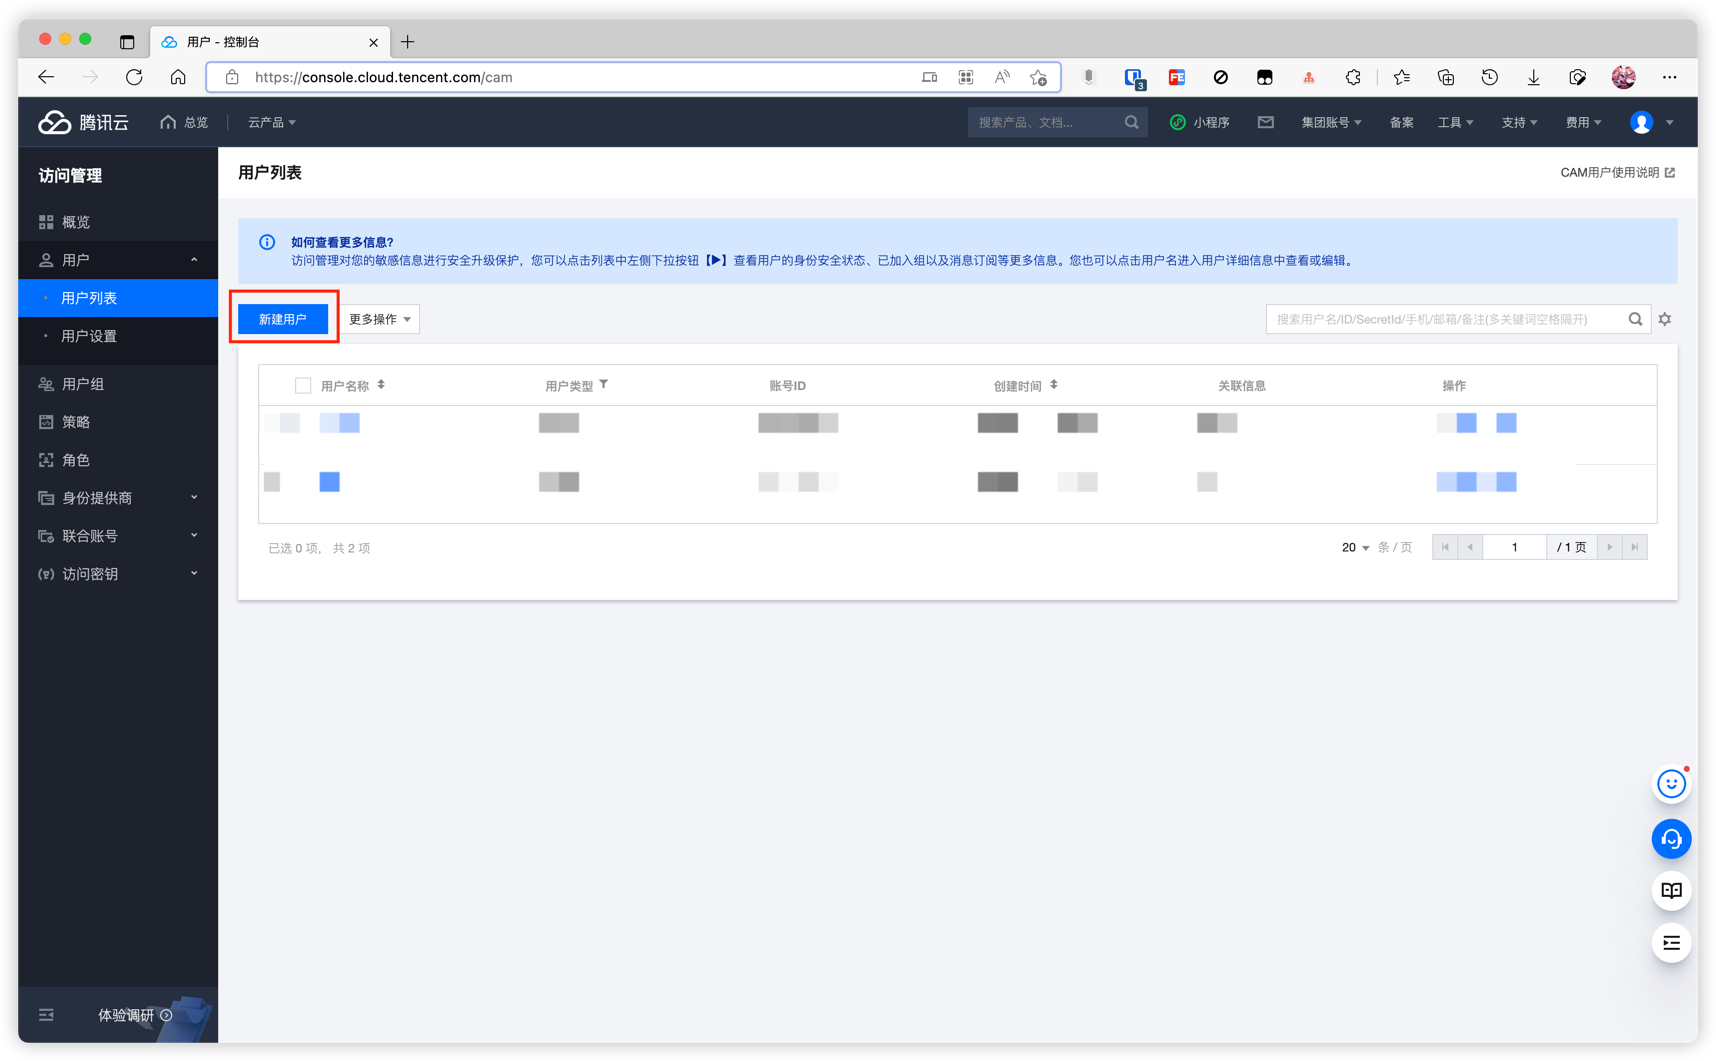 用户 - 控制台
https://console.cloud.tencent.com/cam
3
腾讯云
总览
云产品
搜索产品、文档...
小程序
集团账号
备案
工具
支持
费用
访问管理
概览
用户
用户列表
用户设置
用户组
策略
角色
身份提供商
联合账号
访问密钥
体验调研
用户列表
CAM用户使用说明
如何查看更多信息?
访问管理对您的敏感信息进行安全升级保护，您可以点击列表中左侧下拉按钮【▶】查看用户的身份安全状态、已加入组以及消息订阅等更多信息。您也可以点击用户名进入用户详细信息中查看或编辑。
新建用户
更多操作
搜索用户名/ID/SecretId/手机/邮箱/备注(多关键词空格隔开)
用户名称
用户类型
账号ID
创建时间
关联信息
操作
已选 0 项， 共 2 项
20 条 / 页
1
/ 1 页